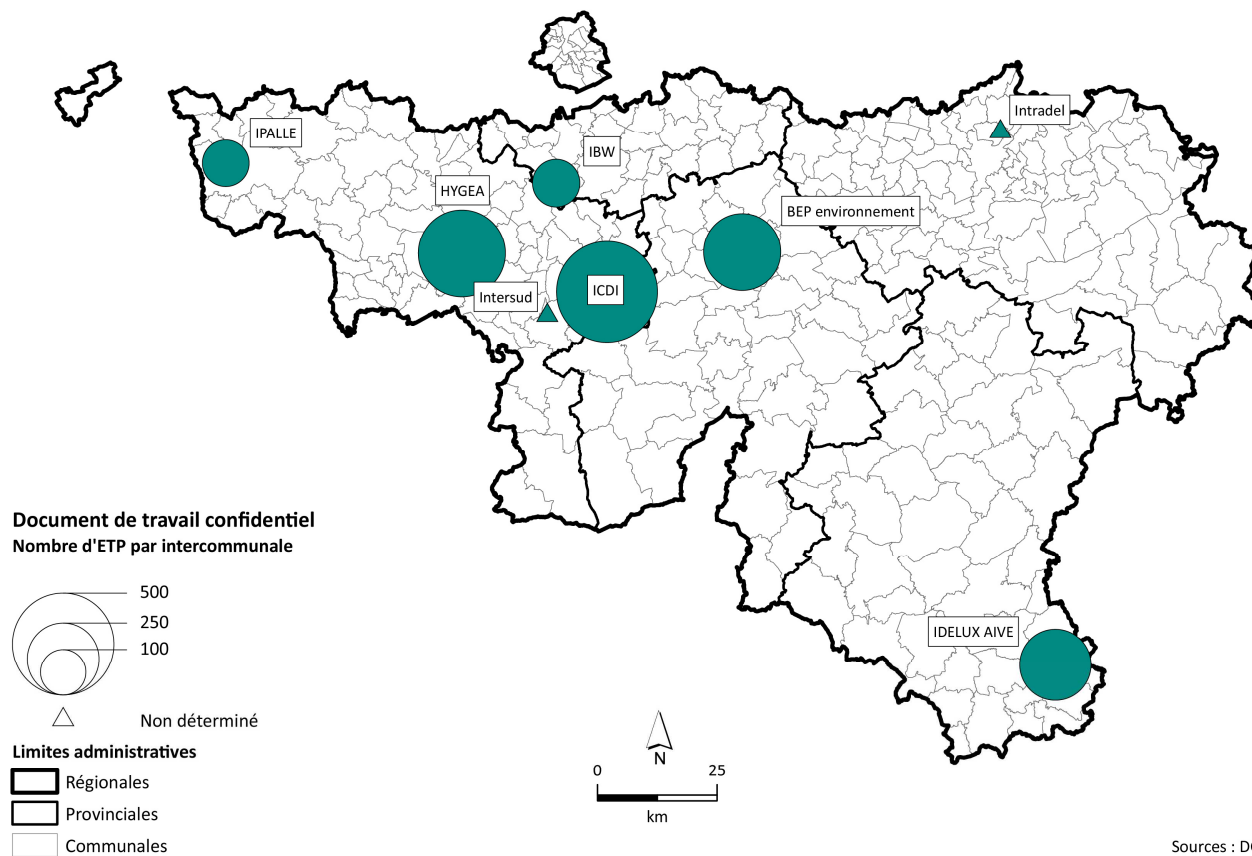 Intradel
IPALLE
IBW
HYGEA
BEP environnement
Intersud
ICDI
Document de travail confidentiel
Nombre d'ETP par intercommunale
500
250
100
Non déterminé
IDELUX AIVE
Limites administratives
Régionales
Provinciales
Communales
N
0 25
km
Sources :